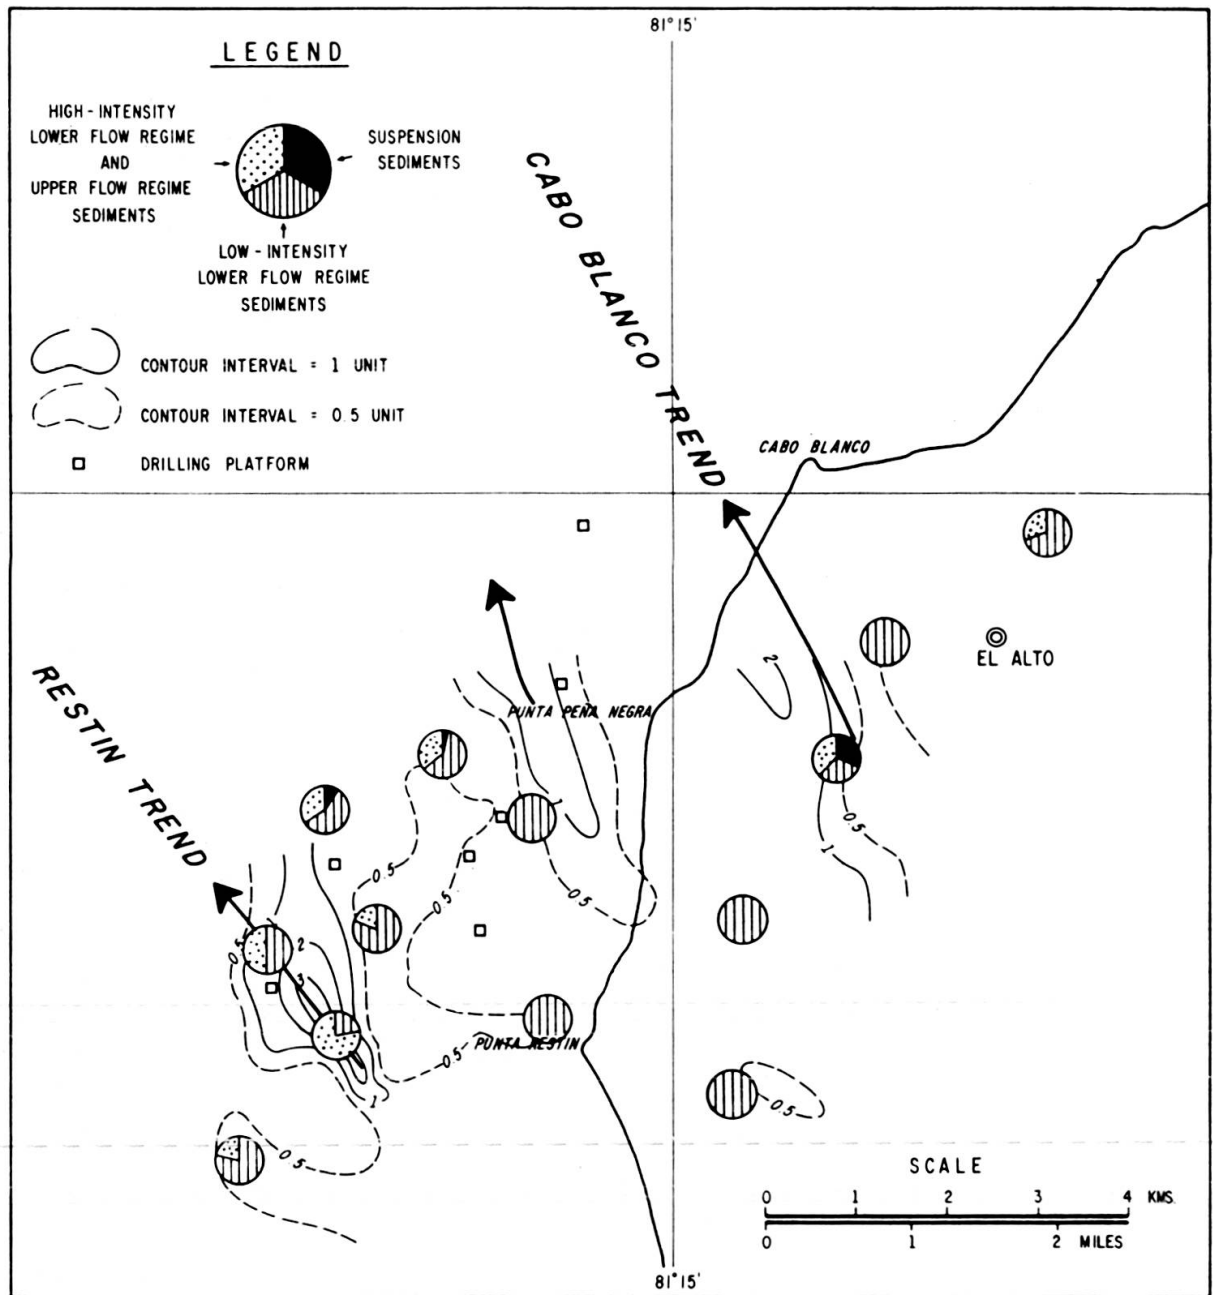 81°15'
LEGEND
HIGH-INTENSITY
LOWER FLOW REGIME
AND
UPPER FLOW REGIME
SEDIMENTS
SUSPENSION
SEDIMENTS
LOW-INTENSITY
LOWER FLOW REGIME
SEDIMENTS
CONTOUR INTERVAL = 1 UNIT
CONTOUR INTERVAL = 0.5 UNIT
DRILLING PLATFORM
CABO BLANCO TREND
CABO BLANCO
EL ALTO
2
PUNTA PEÑA NEGRA
RESTIN TREND
0.5
0.5
1
0.5
0.5
0.5
2
3
0.5
PUNTA RESTIN
1
0.5
0.5
SCALE
0 1 2 3 4 KMS.
0 1 2 MILES
81°15'